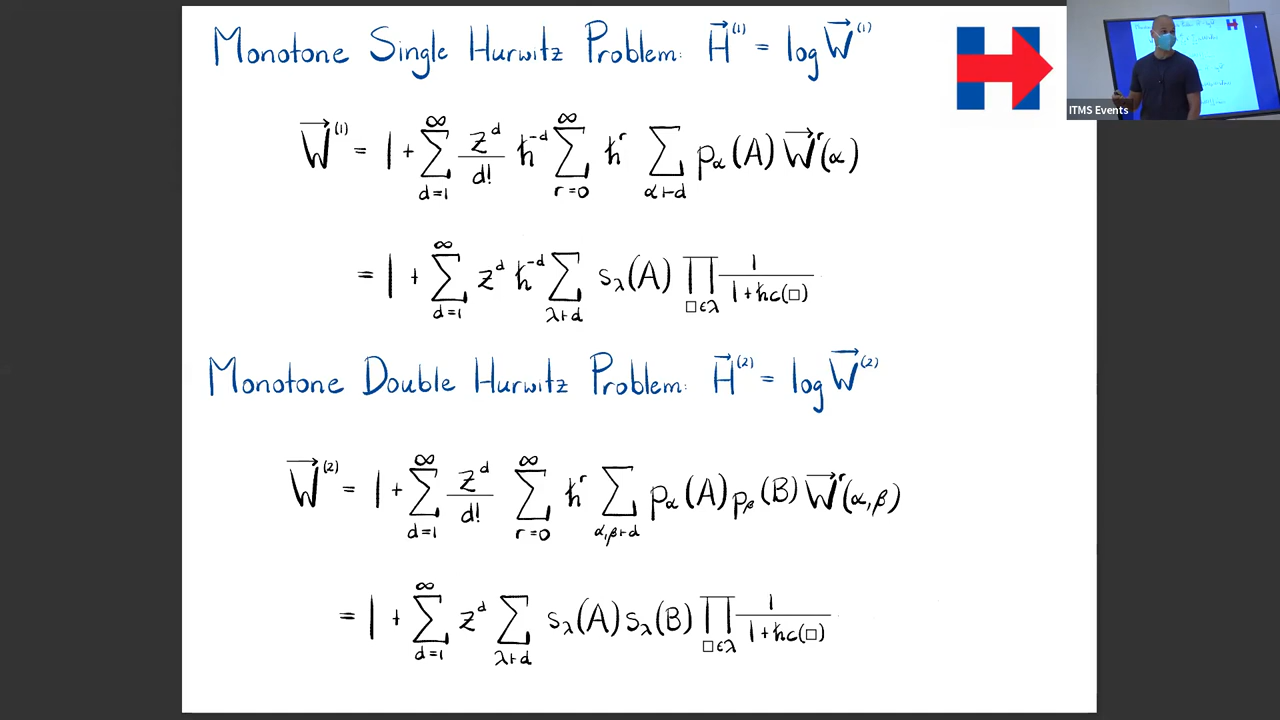 Monotone Single Hurwitz Problem: H⃗⁽¹⁾ = log W⃗⁽¹⁾
W⃗⁽¹⁾ = 1 + ∑_{d=1}^{∞} z^d/d! ħ^{-d} ∑_{r=0}^{∞} ħ^r ∑_{α⊢d} p_α(A) W⃗^r(α)
= 1 + ∑_{d=1}^{∞} z^d ħ^{-d} ∑_{λ⊢d} s_λ(A) ∏_{□∈λ} 1/(1+ħc(□))
Monotone Double Hurwitz Problem: H⃗⁽²⁾ = log W⃗⁽²⁾
W⃗⁽²⁾ = 1 + ∑_{d=1}^{∞} z^d/d! ∑_{r=0}^{∞} ħ^r ∑_{α,β⊢d} p_α(A) p_β(B) W⃗^r(α,β)
= 1 + ∑_{d=1}^{∞} z^d ∑_{λ⊢d} s_λ(A) s_λ(B) ∏_{□∈λ} 1/(1+ħc(□))
ITMS Events